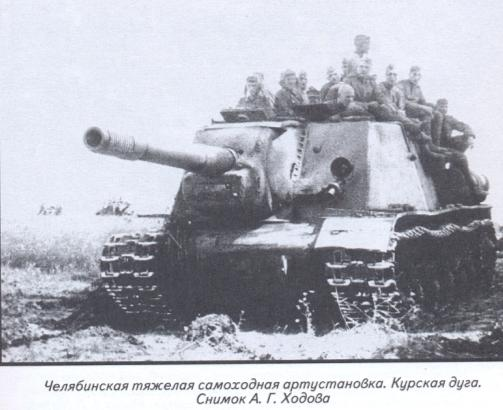 Челябинская тяжелая самоходная артустановка. Курская дуга.
Снимок А. Г. Ходова